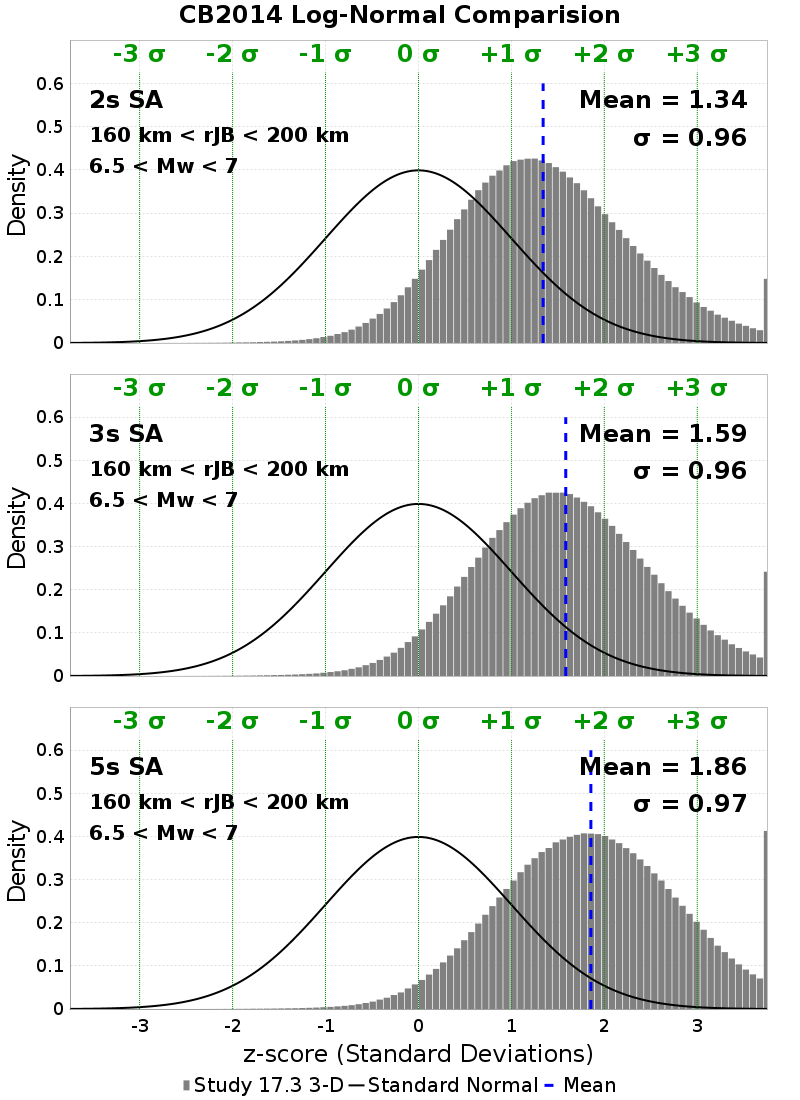 CB2014 Log-Normal Comparision
-3 σ -2 σ -1 σ 0 σ +1 σ +2 σ +3 σ
2s SA
Mean = 1.34
160 km < rJB < 200 km
σ = 0.96
6.5 < Mw < 7
Density
0.6
0.5
0.4
0.3
0.2
0.1
0
-3 σ -2 σ -1 σ 0 σ +1 σ +2 σ +3 σ
3s SA
Mean = 1.59
160 km < rJB < 200 km
σ = 0.96
6.5 < Mw < 7
Density
0.6
0.5
0.4
0.3
0.2
0.1
0
-3 σ -2 σ -1 σ 0 σ +1 σ +2 σ +3 σ
5s SA
Mean = 1.86
160 km < rJB < 200 km
σ = 0.97
6.5 < Mw < 7
Density
0.6
0.5
0.4
0.3
0.2
0.1
0
-3 -2 -1 0 1 2 3
z-score (Standard Deviations)
Study 17.3 3-D Standard Normal Mean